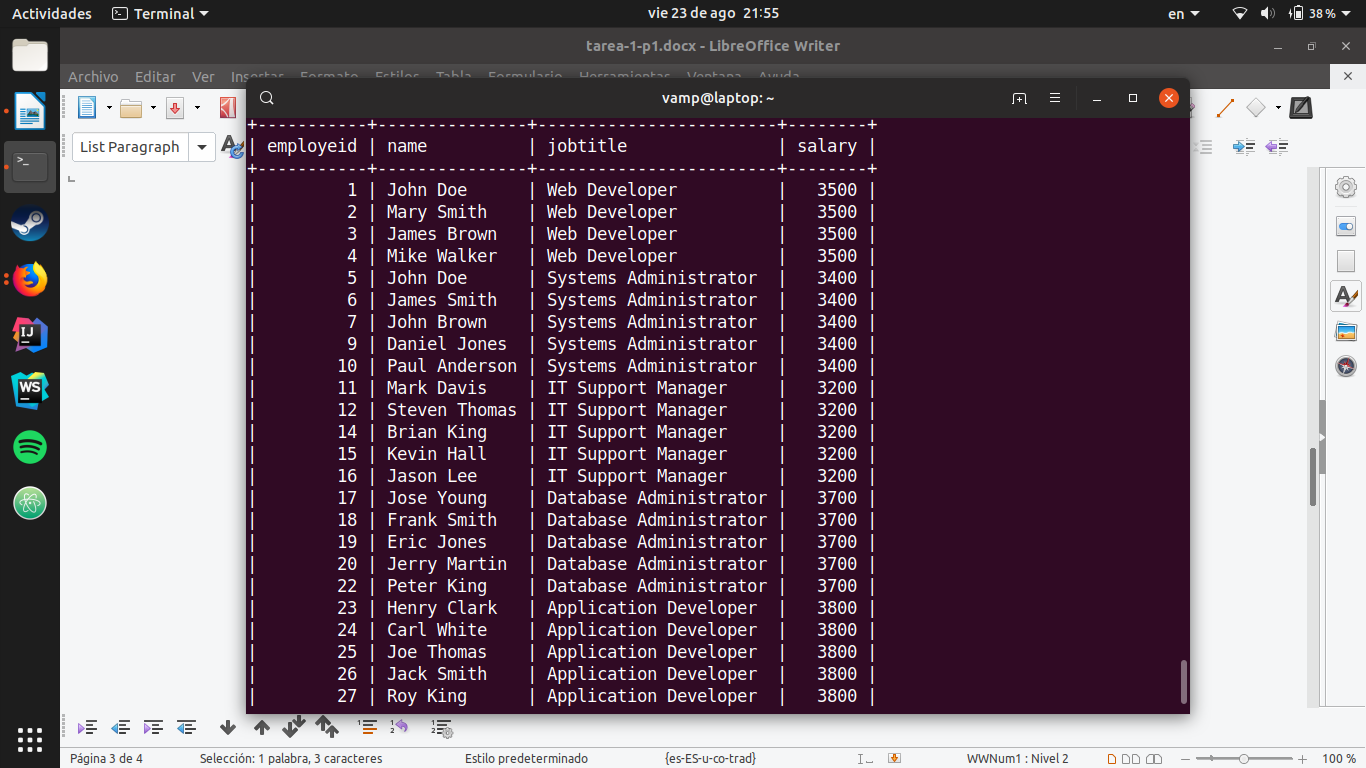 Actividades Terminal vie 23 de ago 21:55 en 38 %
tarea-1-p1.docx - LibreOffice Writer
Archivo Editar Ver Insertar Formato Estilos Tabla Formulario Herramientas Ventana Ayuda
vamp@laptop: ~
List Paragraph
+-----------+---------------+------------------------+--------+
| employeid | name | jobtitle | salary |
+-----------+---------------+------------------------+--------+
| 1 | John Doe | Web Developer | 3500 |
| 2 | Mary Smith | Web Developer | 3500 |
| 3 | James Brown | Web Developer | 3500 |
| 4 | Mike Walker | Web Developer | 3500 |
| 5 | John Doe | Systems Administrator | 3400 |
| 6 | James Smith | Systems Administrator | 3400 |
| 7 | John Brown | Systems Administrator | 3400 |
| 9 | Daniel Jones | Systems Administrator | 3400 |
| 10 | Paul Anderson | Systems Administrator | 3400 |
| 11 | Mark Davis | IT Support Manager | 3200 |
| 12 | Steven Thomas | IT Support Manager | 3200 |
| 14 | Brian King | IT Support Manager | 3200 |
| 15 | Kevin Hall | IT Support Manager | 3200 |
| 16 | Jason Lee | IT Support Manager | 3200 |
| 17 | Jose Young | Database Administrator | 3700 |
| 18 | Frank Smith | Database Administrator | 3700 |
| 19 | Eric Jones | Database Administrator | 3700 |
| 20 | Jerry Martin | Database Administrator | 3700 |
| 22 | Peter King | Database Administrator | 3700 |
| 23 | Henry Clark | Application Developer | 3800 |
| 24 | Carl White | Application Developer | 3800 |
| 25 | Joe Thomas | Application Developer | 3800 |
| 26 | Jack Smith | Application Developer | 3800 |
| 27 | Roy King | Application Developer | 3800 |
Página 3 de 4 Selección: 1 palabra, 3 caracteres Estilo predeterminado {es-ES-u-co-trad} WWNum1 : Nivel 2 100 %